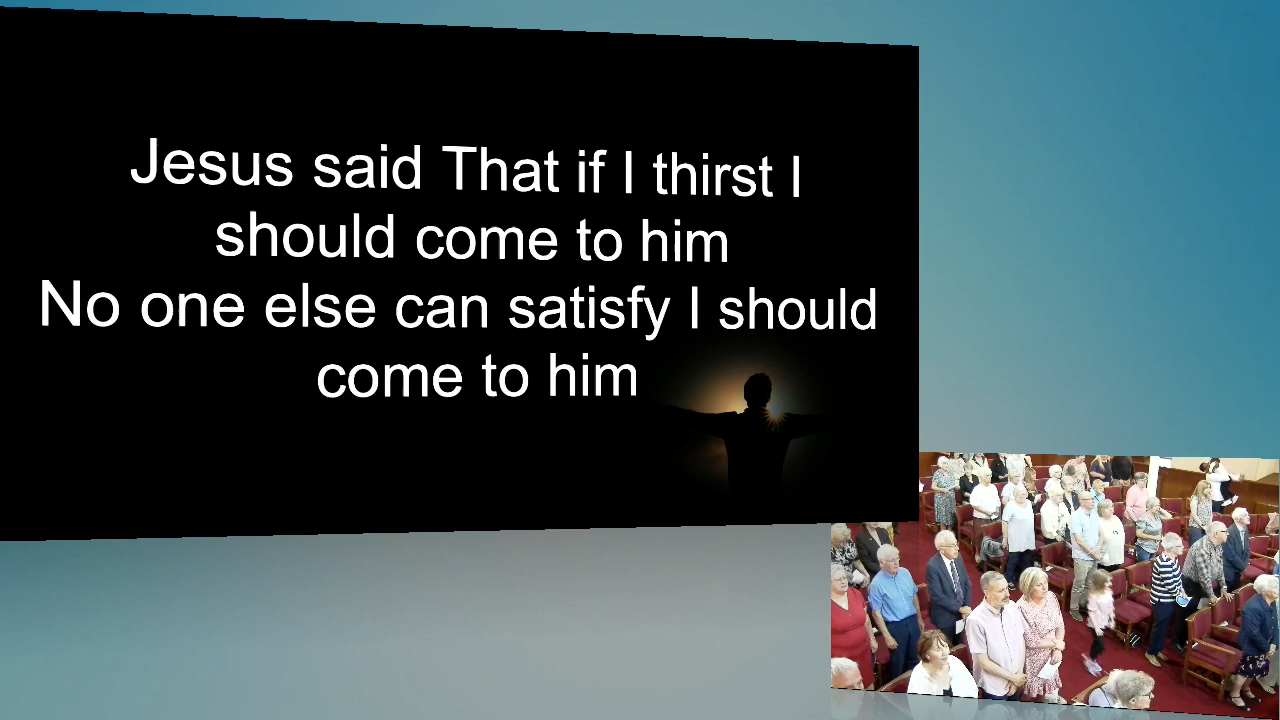 Jesus said That if I thirst I
should come to him
No one else can satisfy I should
come to him